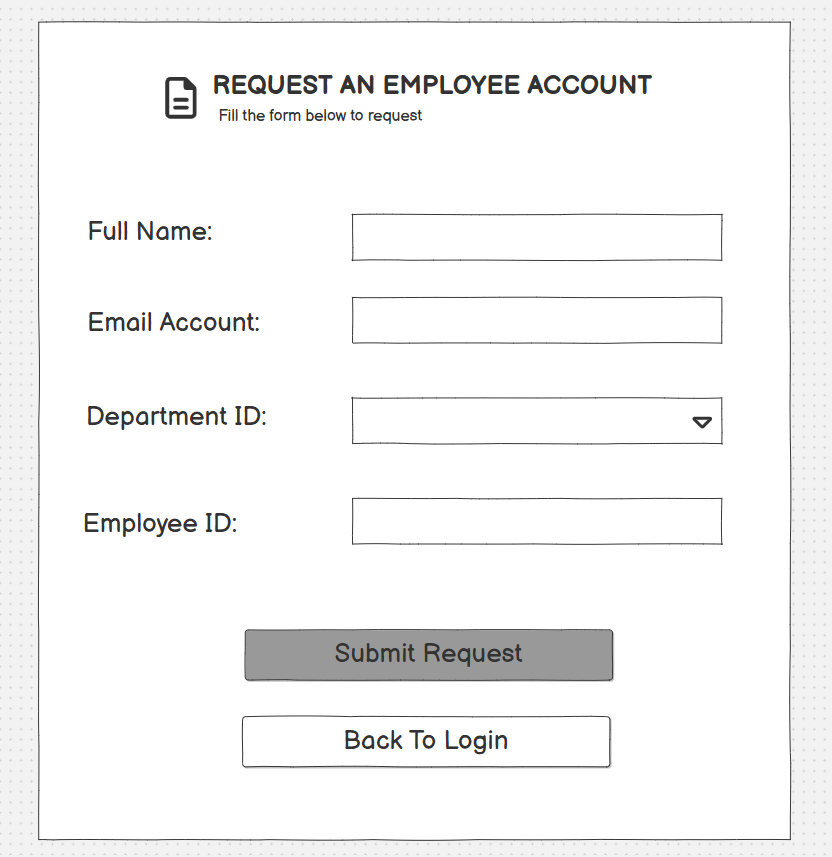 REQUEST AN EMPLOYEE ACCOUNT
Fill the form below to request
Full Name:
Email Account:
Department ID:
Employee ID:
Submit Request
Back To Login